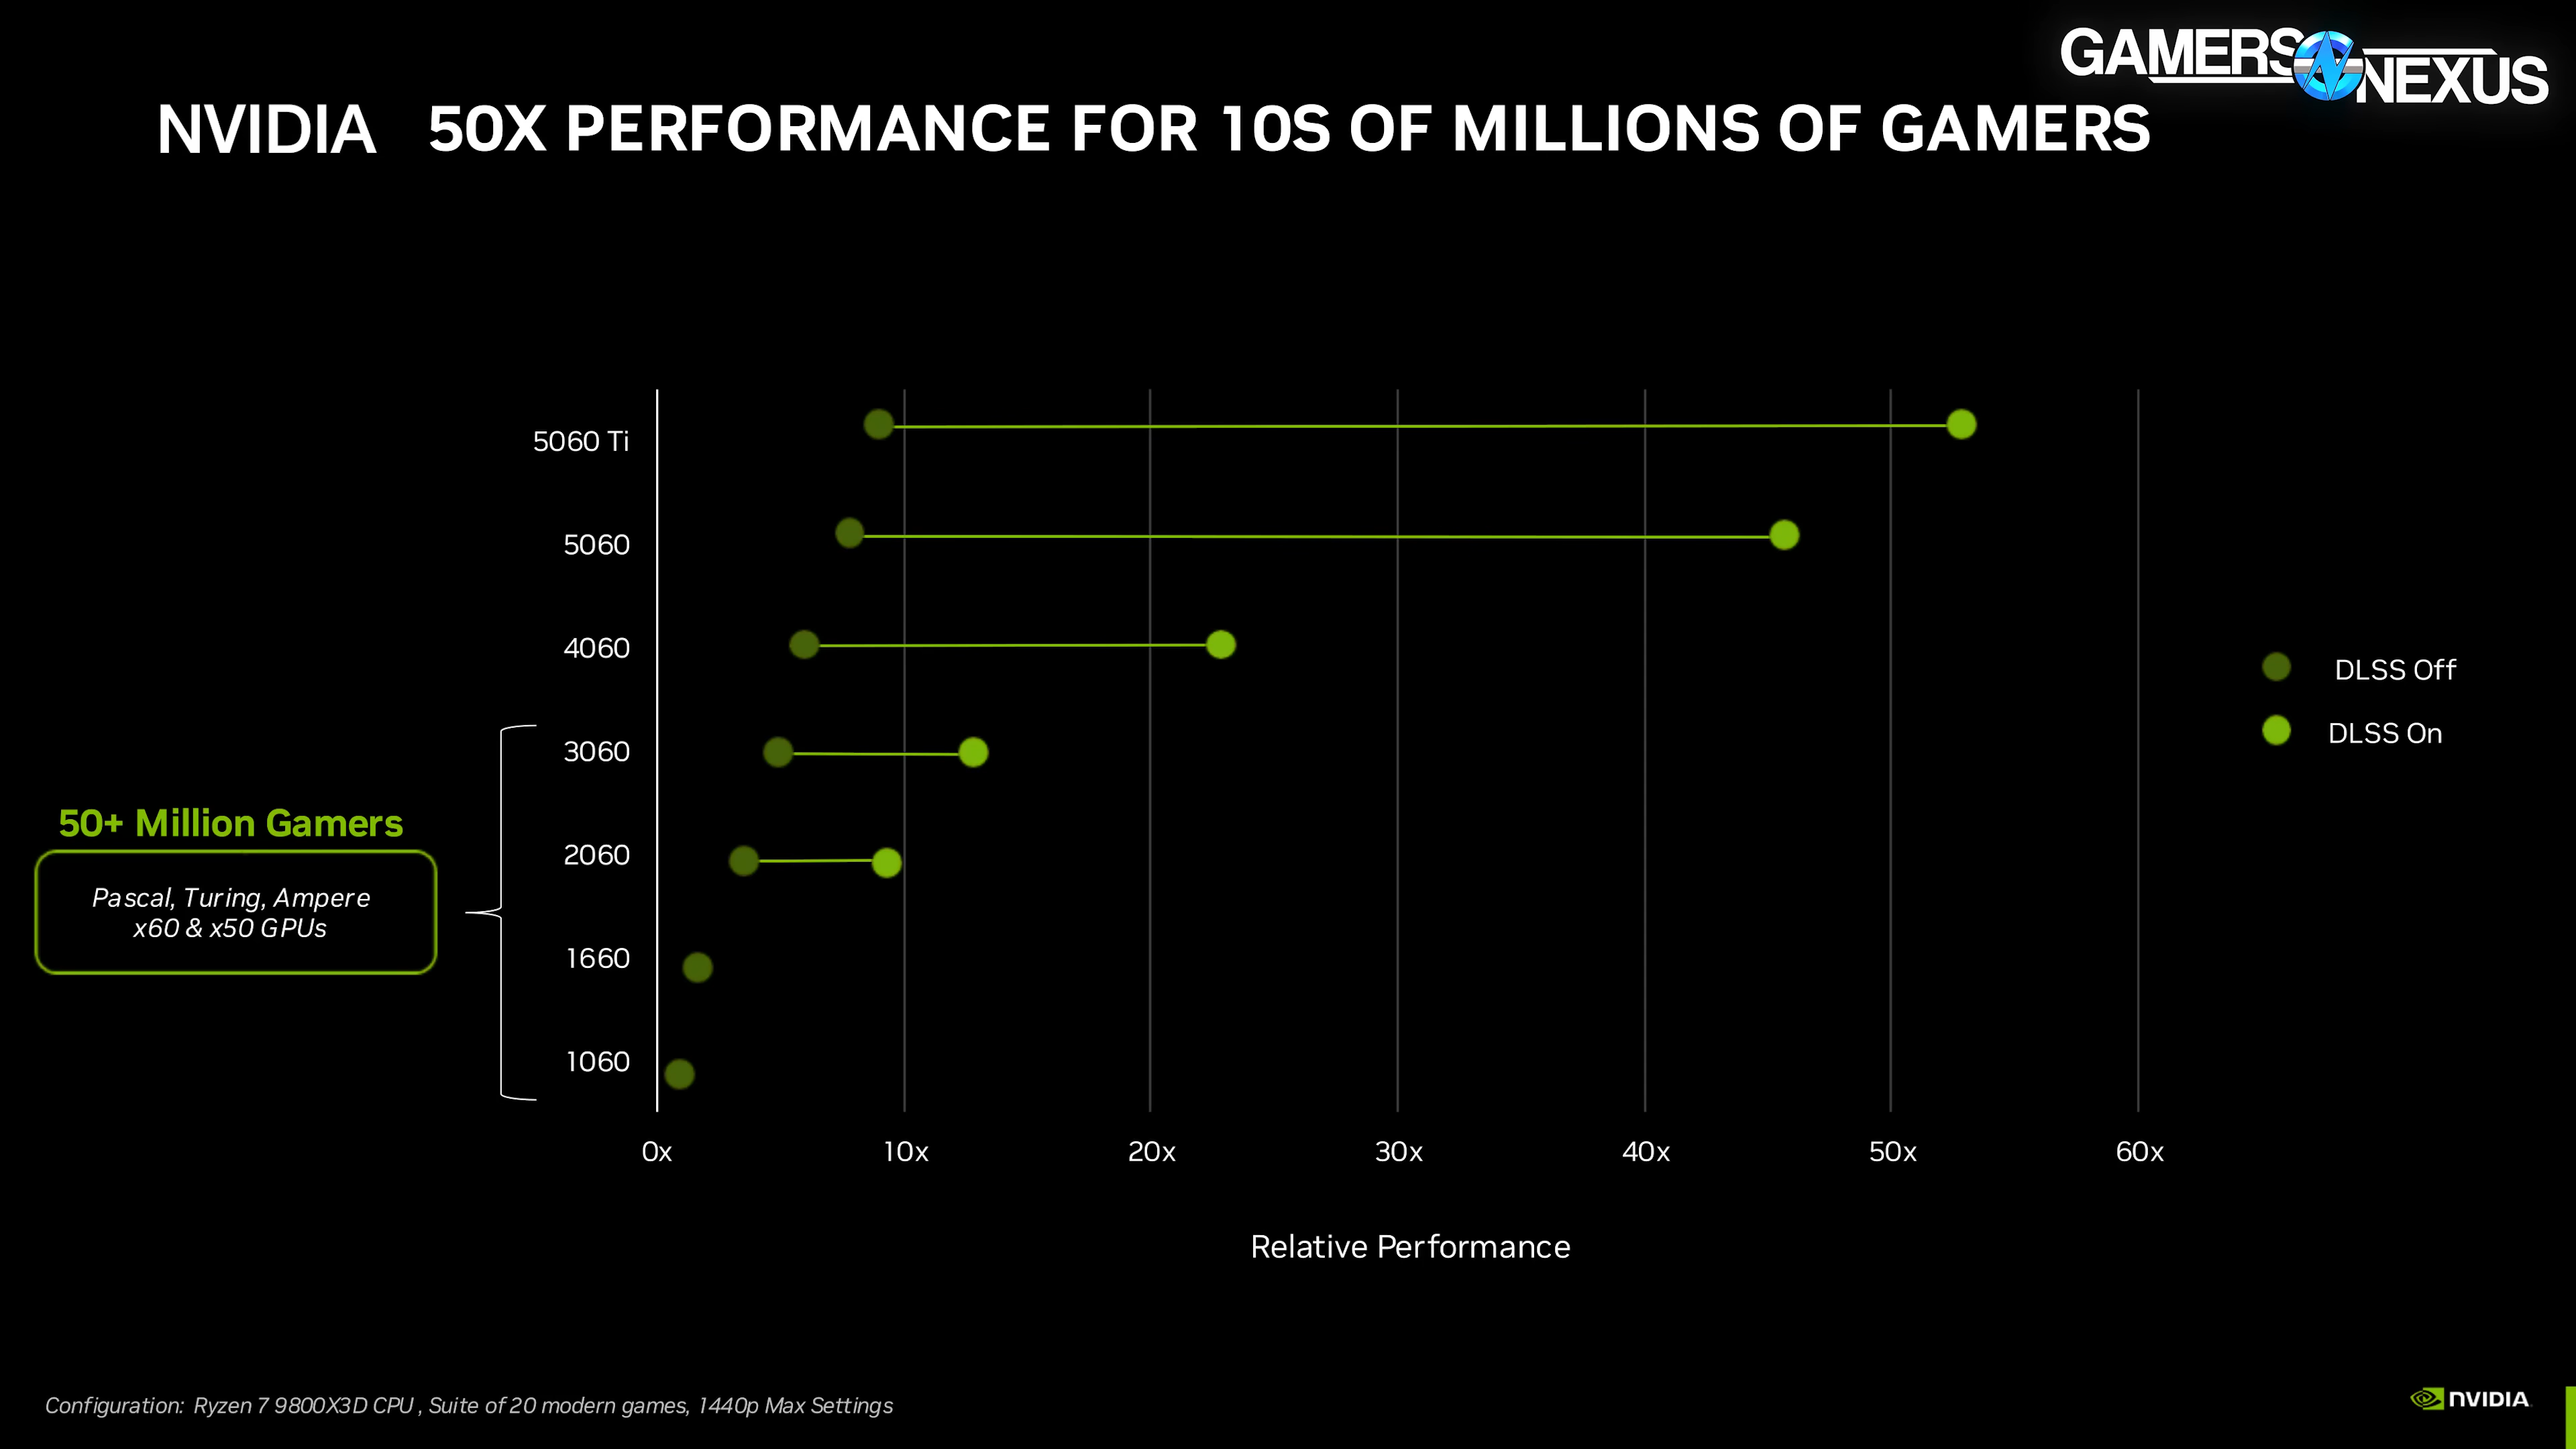 GAMERS NEXUS
NVIDIA 50X PERFORMANCE FOR 10S OF MILLIONS OF GAMERS
5060 Ti
5060
4060
3060
2060
1660
1060
50+ Million Gamers
Pascal, Turing, Ampere
x60 & x50 GPUs
DLSS Off
DLSS On
0x 10x 20x 30x 40x 50x 60x
Relative Performance
Configuration: Ryzen 7 9800X3D CPU , Suite of 20 modern games, 1440p Max Settings
NVIDIA